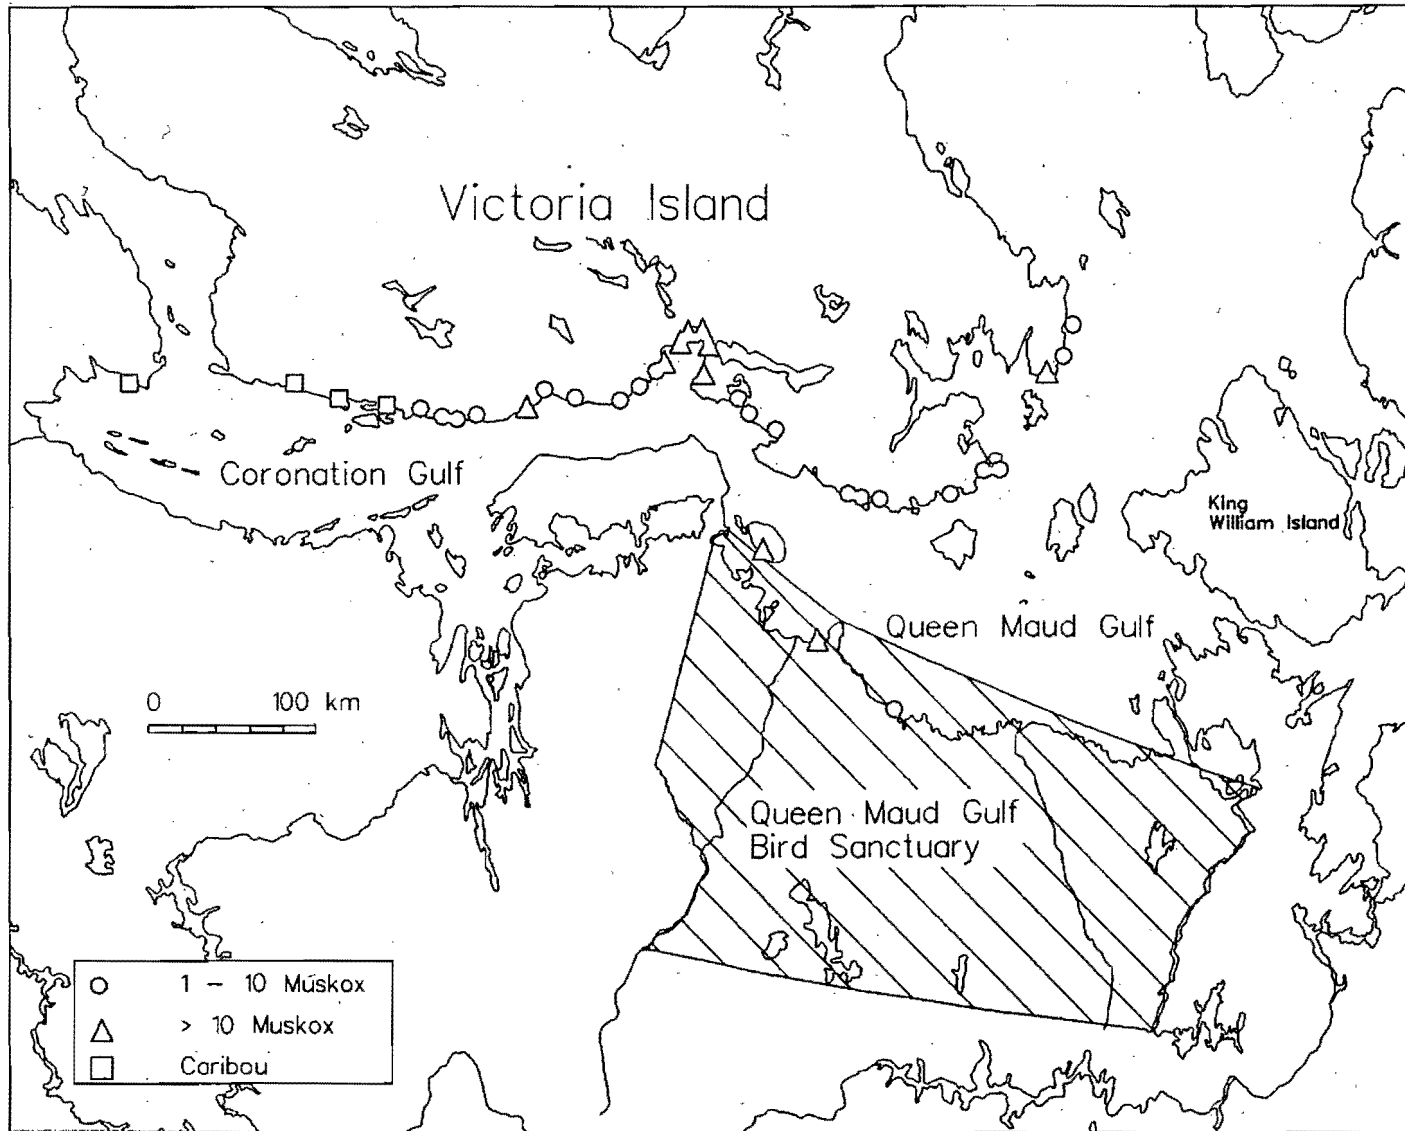 Victoria Island
Coronation Gulf
King
William Island
Queen Maud Gulf
0 100 km
Queen Maud Gulf
Bird Sanctuary
1 - 10 Muskox
> 10 Muskox
Caribou